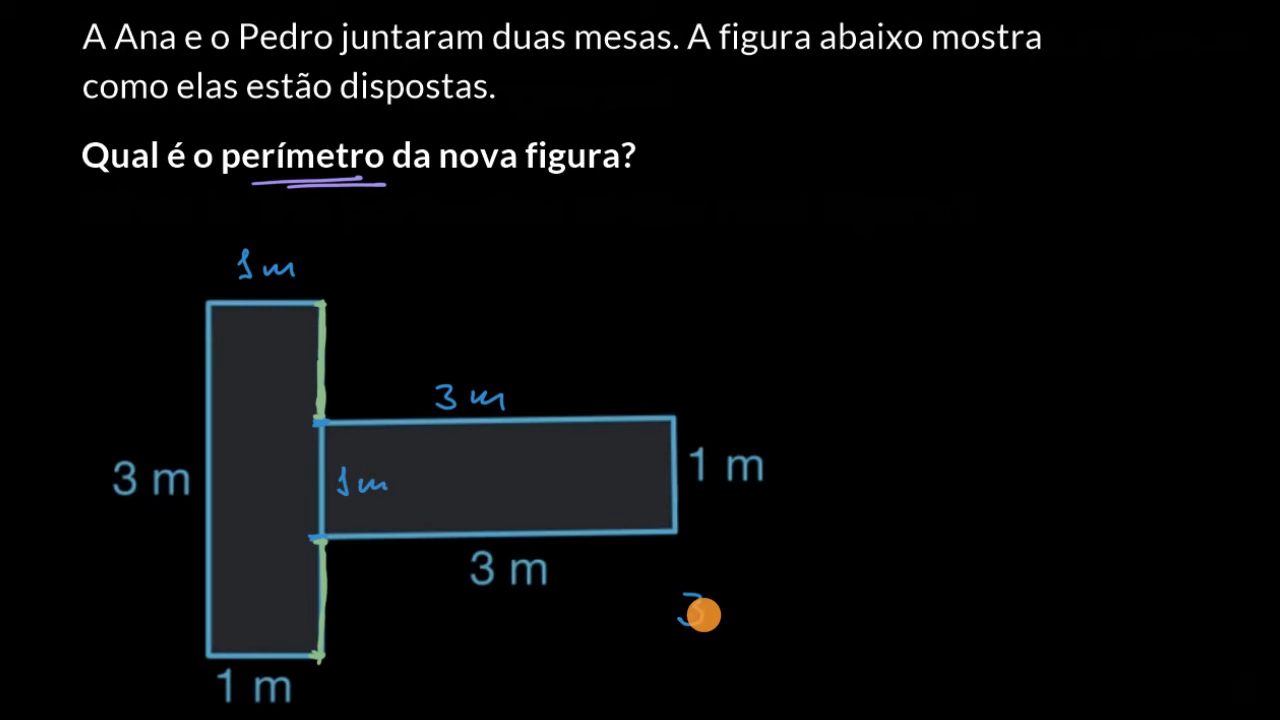 A Ana e o Pedro juntaram duas mesas. A figura abaixo mostra
como elas estão dispostas.
Qual é o perímetro da nova figura?
1 m
3 m
3 m
1 m
1 m
3 m
3
1 m